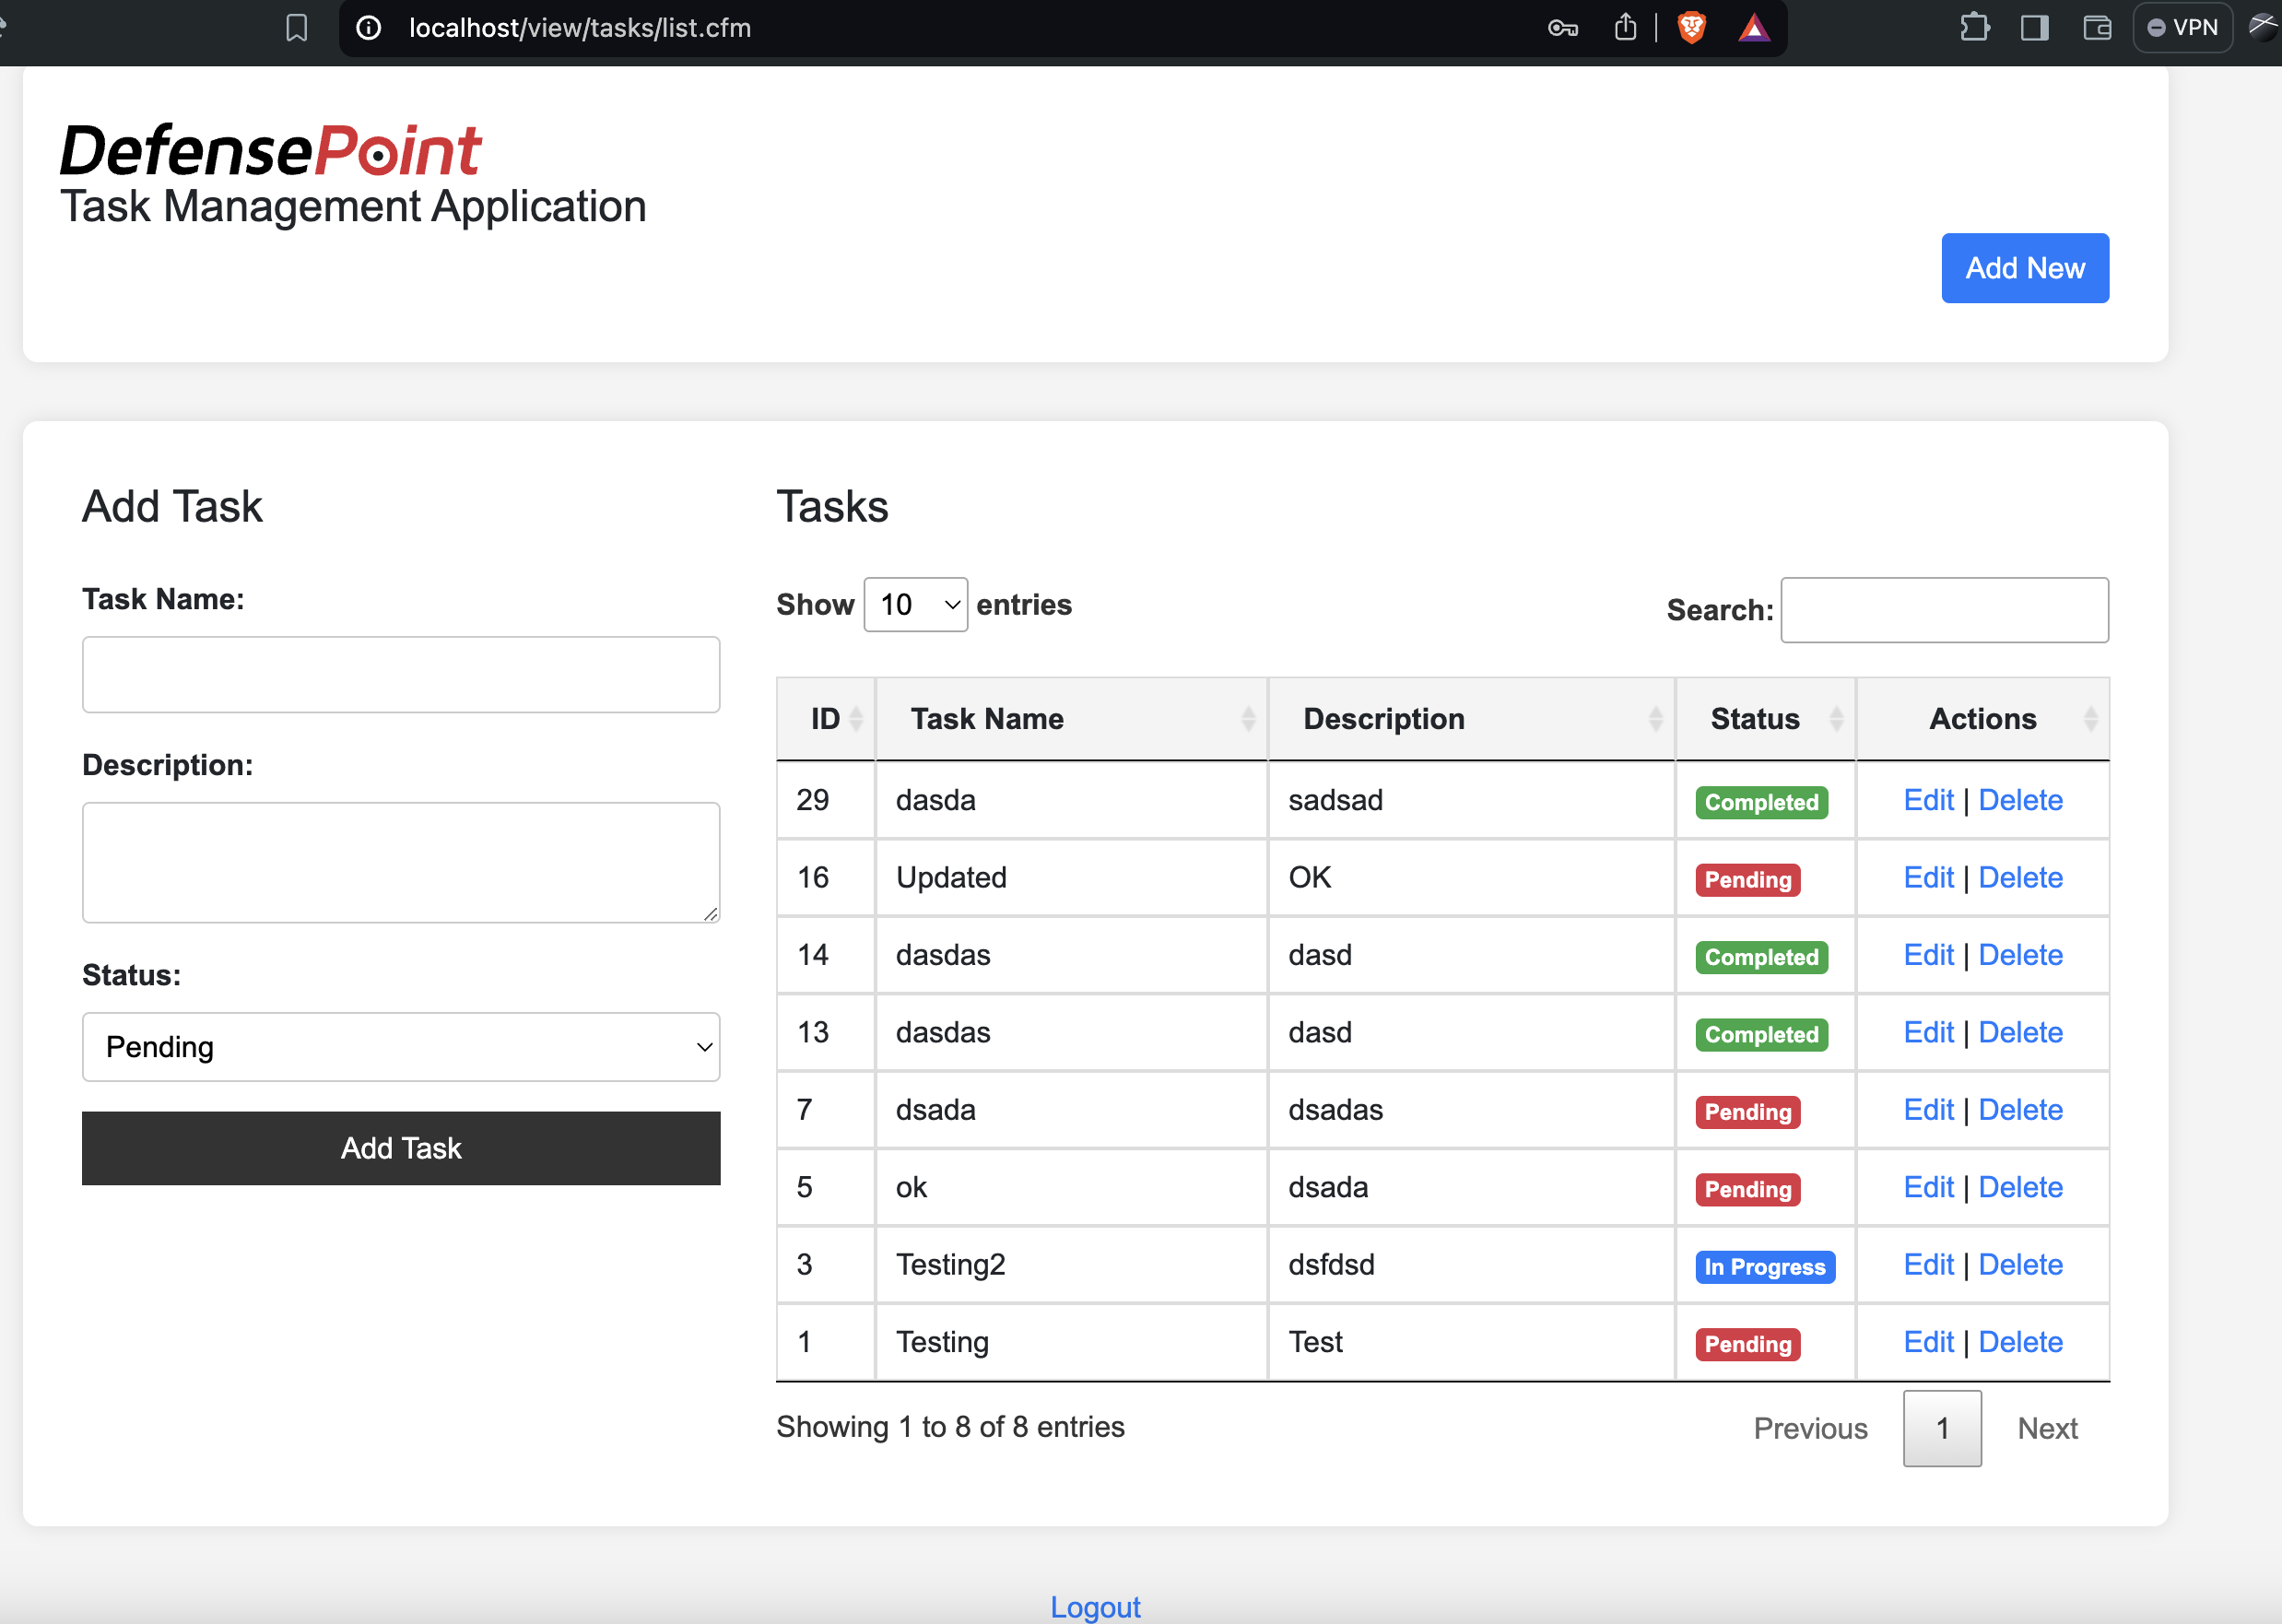 localhost/view/tasks/list.cfm
VPN
DefensePoint
Task Management Application
Add New
Add Task
Task Name:
Description:
Status:
Pending
Add Task
Tasks
Show 10 entries
Search:
ID Task Name Description Status Actions
29 dasda sadsad Completed Edit | Delete
16 Updated OK Pending Edit | Delete
14 dasdas dasd Completed Edit | Delete
13 dasdas dasd Completed Edit | Delete
7 dsada dsadas Pending Edit | Delete
5 ok dsada Pending Edit | Delete
3 Testing2 dsfdsd In Progress Edit | Delete
1 Testing Test Pending Edit | Delete
Showing 1 to 8 of 8 entries
Previous 1 Next
Logout